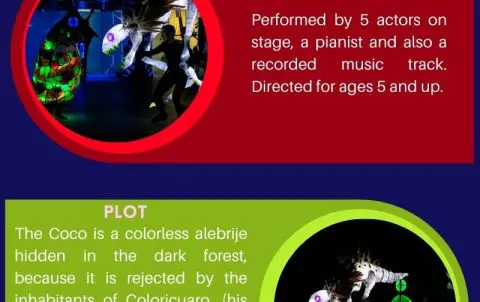 Performed by 5 actors on
stage, a pianist and also a
recorded music track.
Directed for ages 5 and up.
PLOT
The Coco is a colorless alebrije
hidden in the dark forest,
because it is rejected by the
inhabitants of Coloricuaro, (his